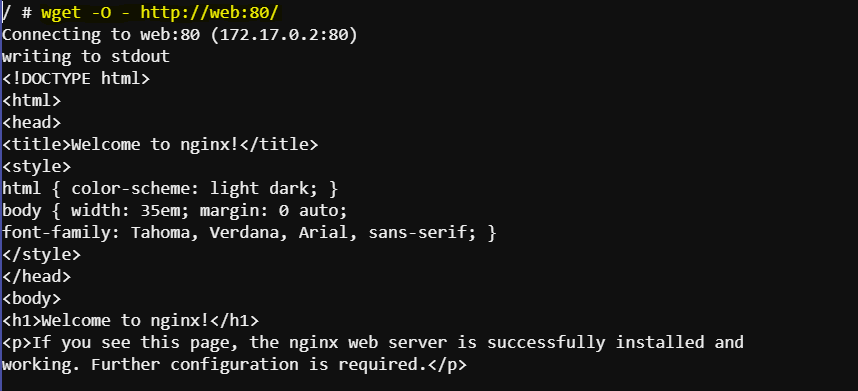 / # wget -O - http://web:80/
Connecting to web:80 (172.17.0.2:80)
writing to stdout
<!DOCTYPE html>
<html>
<head>
<title>Welcome to nginx!</title>
<style>
html { color-scheme: light dark; }
body { width: 35em; margin: 0 auto;
font-family: Tahoma, Verdana, Arial, sans-serif; }
</style>
</head>
<body>
<h1>Welcome to nginx!</h1>
<p>If you see this page, the nginx web server is successfully installed and
working. Further configuration is required.</p>